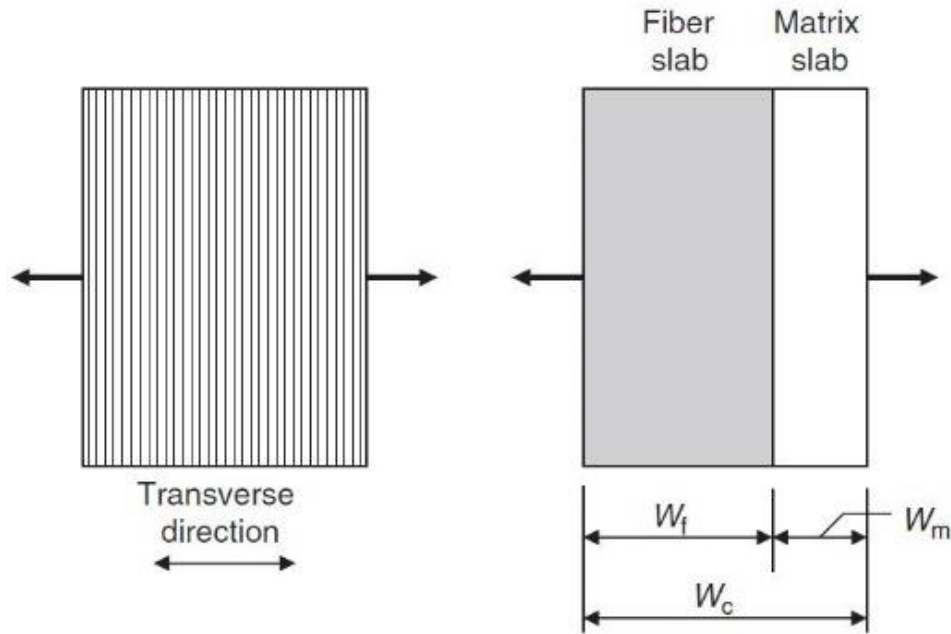 Fiber
slab
Matrix
slab
Transverse
direction
W_f
W_m
W_c